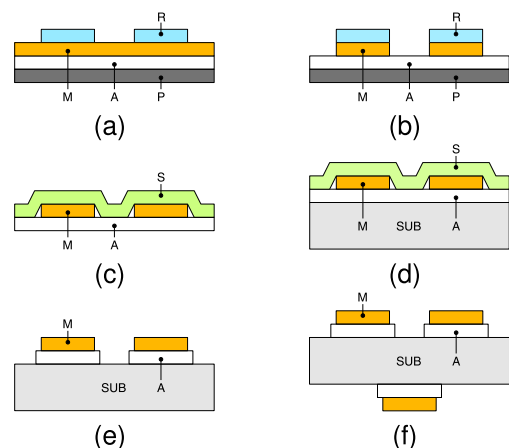 R R
M A P M A P
(a) (b)
S S
M A M SUB A
(c) (d)
M M
SUB A SUB A
(e) (f)